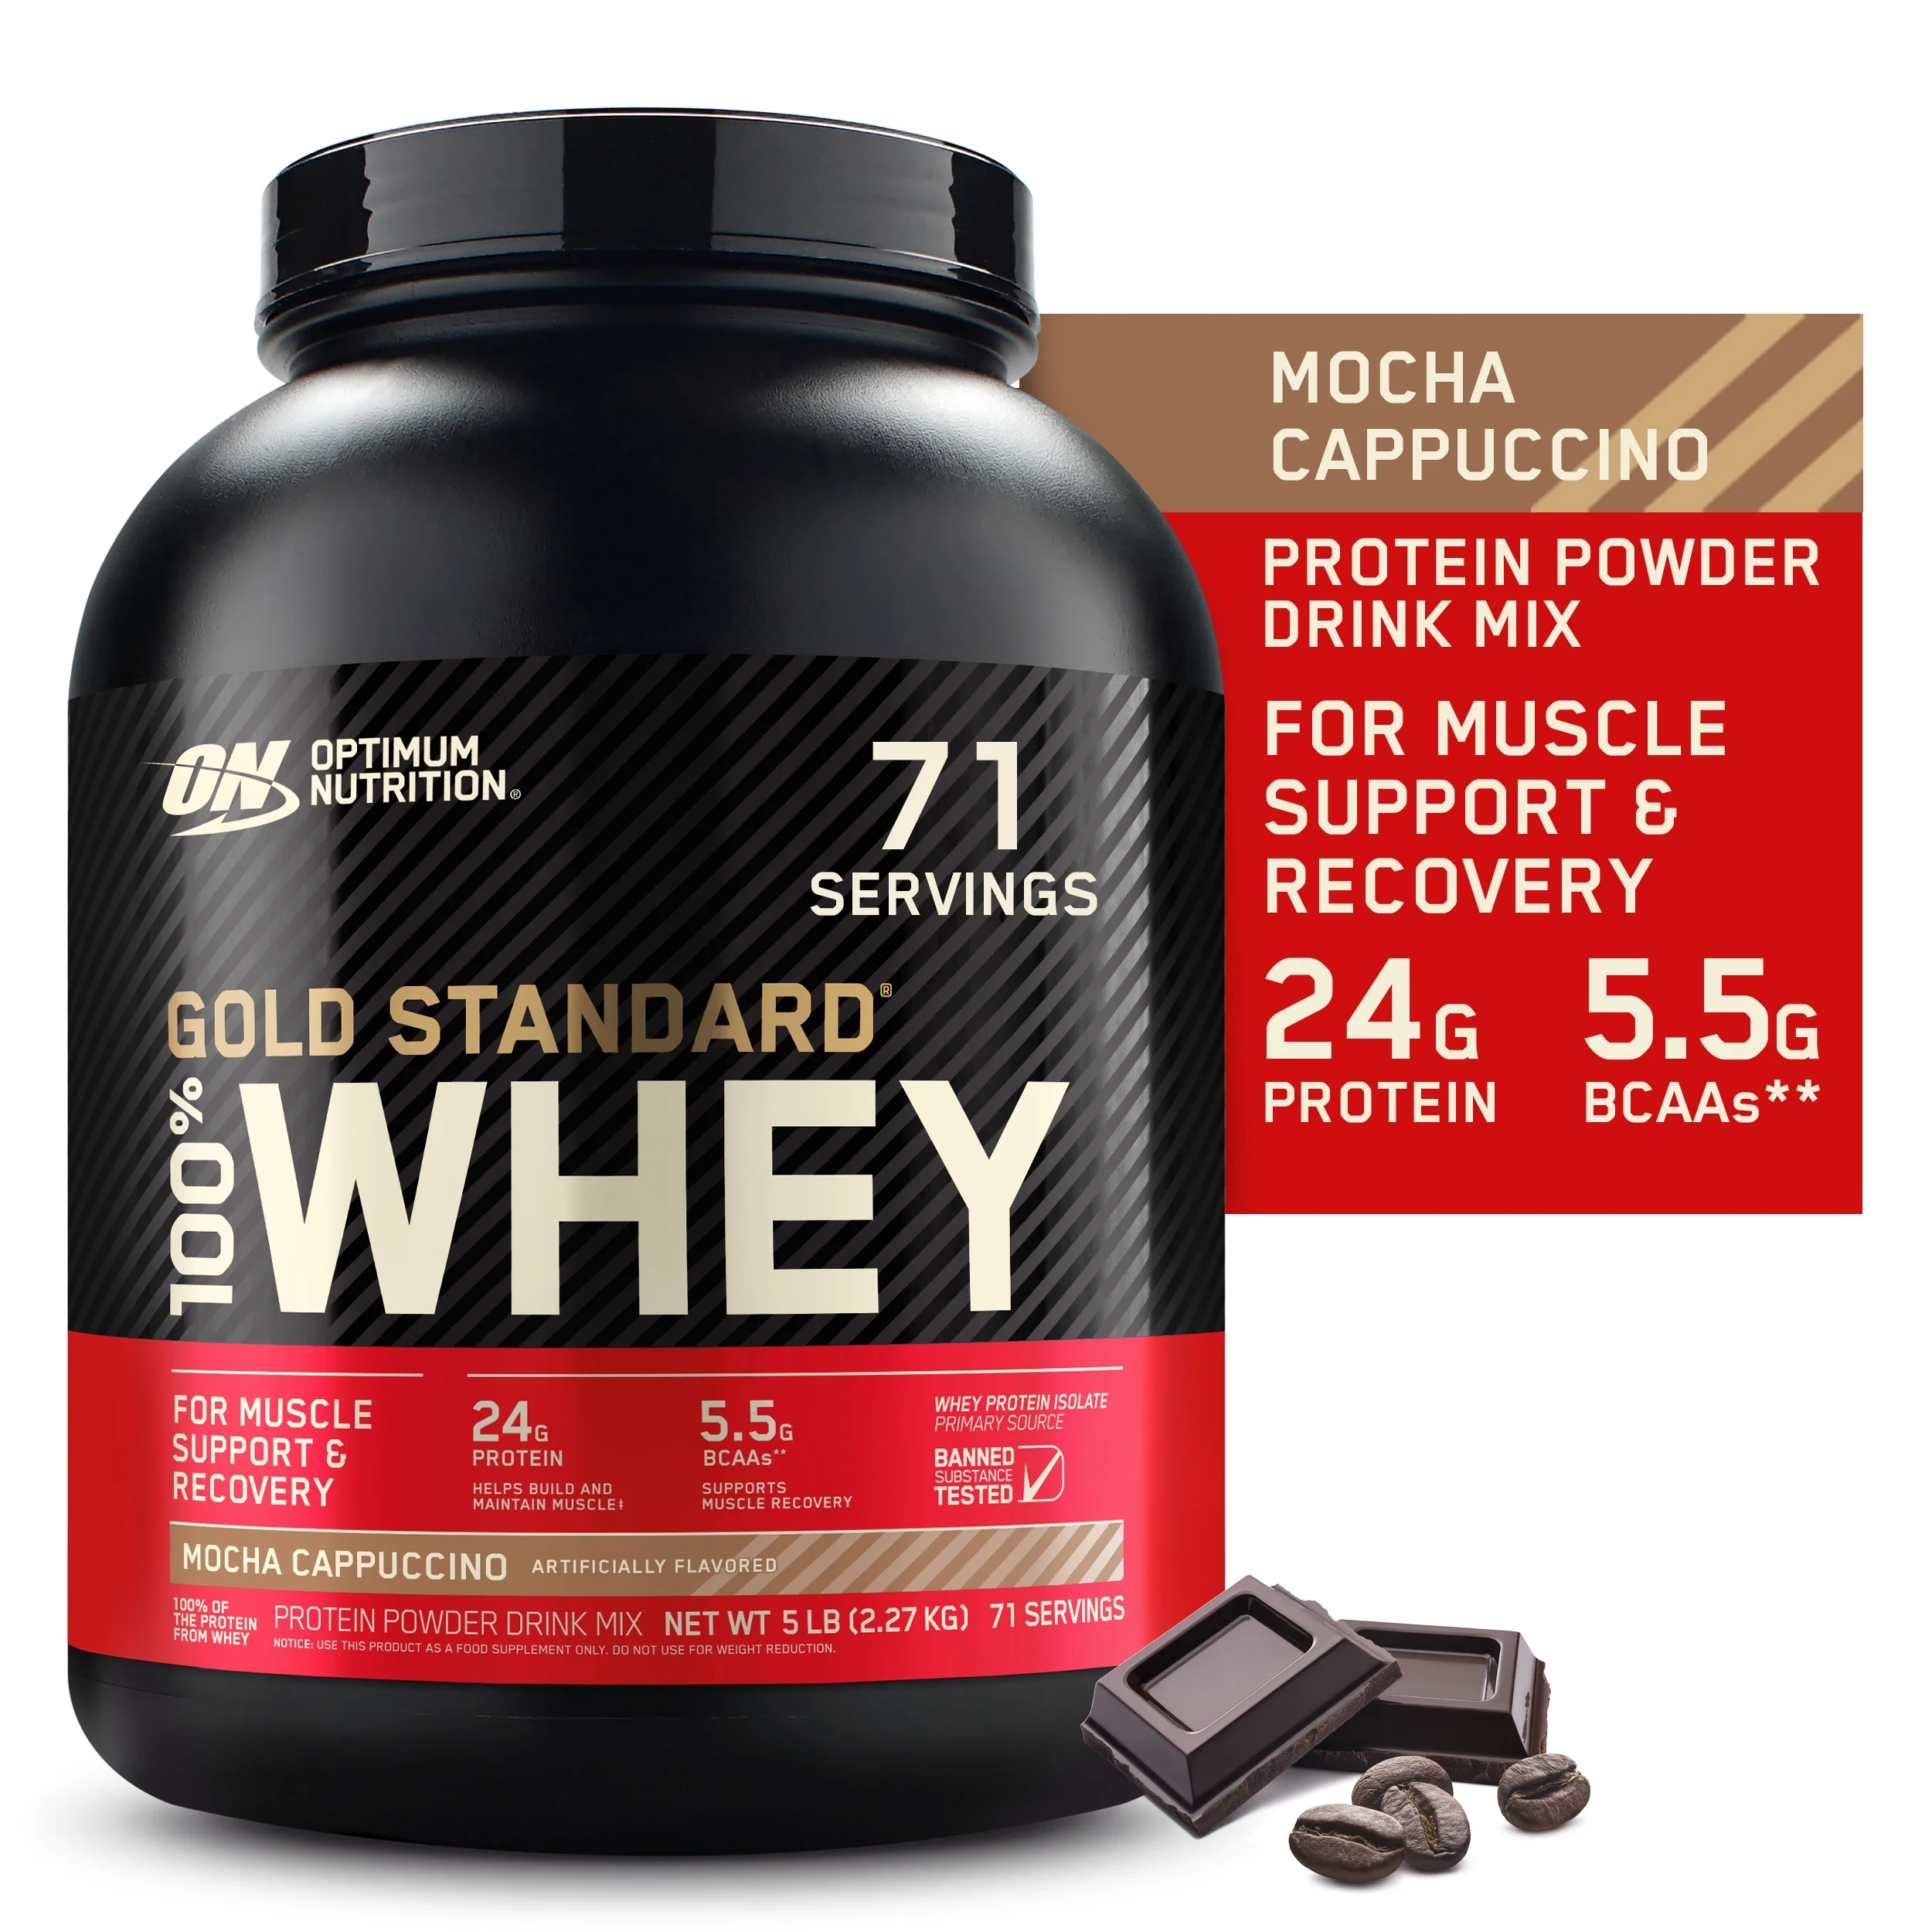 ON OPTIMUM
NUTRITION®
71
SERVINGS
GOLD STANDARD®
100% WHEY
FOR MUSCLE
SUPPORT &
RECOVERY
24G
PROTEIN
HELPS BUILD AND
MAINTAIN MUSCLE‡
5.5G
BCAAs**
SUPPORTS
MUSCLE RECOVERY
WHEY PROTEIN ISOLATE
PRIMARY SOURCE
BANNED
SUBSTANCE
TESTED
MOCHA CAPPUCCINO ARTIFICIALLY FLAVORED
100% OF
THE PROTEIN
FROM WHEY
PROTEIN POWDER DRINK MIX NET WT 5 LB (2.27 KG) 71 SERVINGS
NOTICE: USE THIS PRODUCT AS A FOOD SUPPLEMENT ONLY. DO NOT USE FOR WEIGHT REDUCTION.
MOCHA
CAPPUCCINO
PROTEIN POWDER
DRINK MIX
FOR MUSCLE
SUPPORT &
RECOVERY
24G
PROTEIN
5.5G
BCAAs**